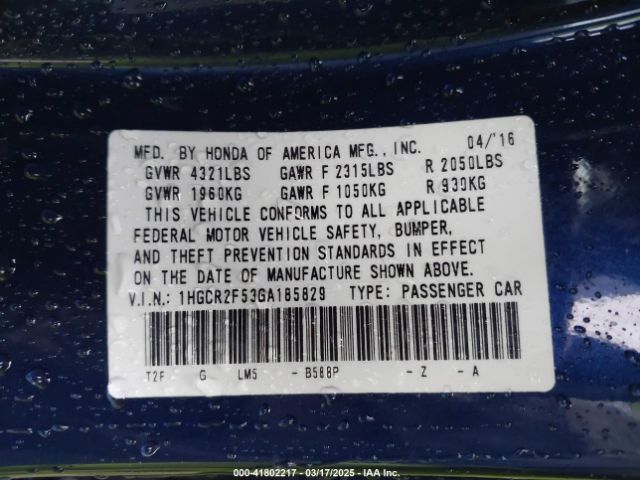 MFD. BY HONDA OF AMERICA MFG., INC. 04/'16
GVWR 4321LBS GAWR F 2315LBS R 2050LBS
GVWR 1960KG GAWR F 1050KG R 930KG
THIS VEHICLE CONFORMS TO ALL APPLICABLE
FEDERAL MOTOR VEHICLE SAFETY, BUMPER,
AND THEFT PREVENTION STANDARDS IN EFFECT
ON THE DATE OF MANUFACTURE SHOWN ABOVE.
V.I.N.: 1HGCR2F53GA185829 TYPE: PASSENGER CAR
T2F G LM5 -B588P -Z -A
000-41802217 - 03/17/2025 - IAA Inc.